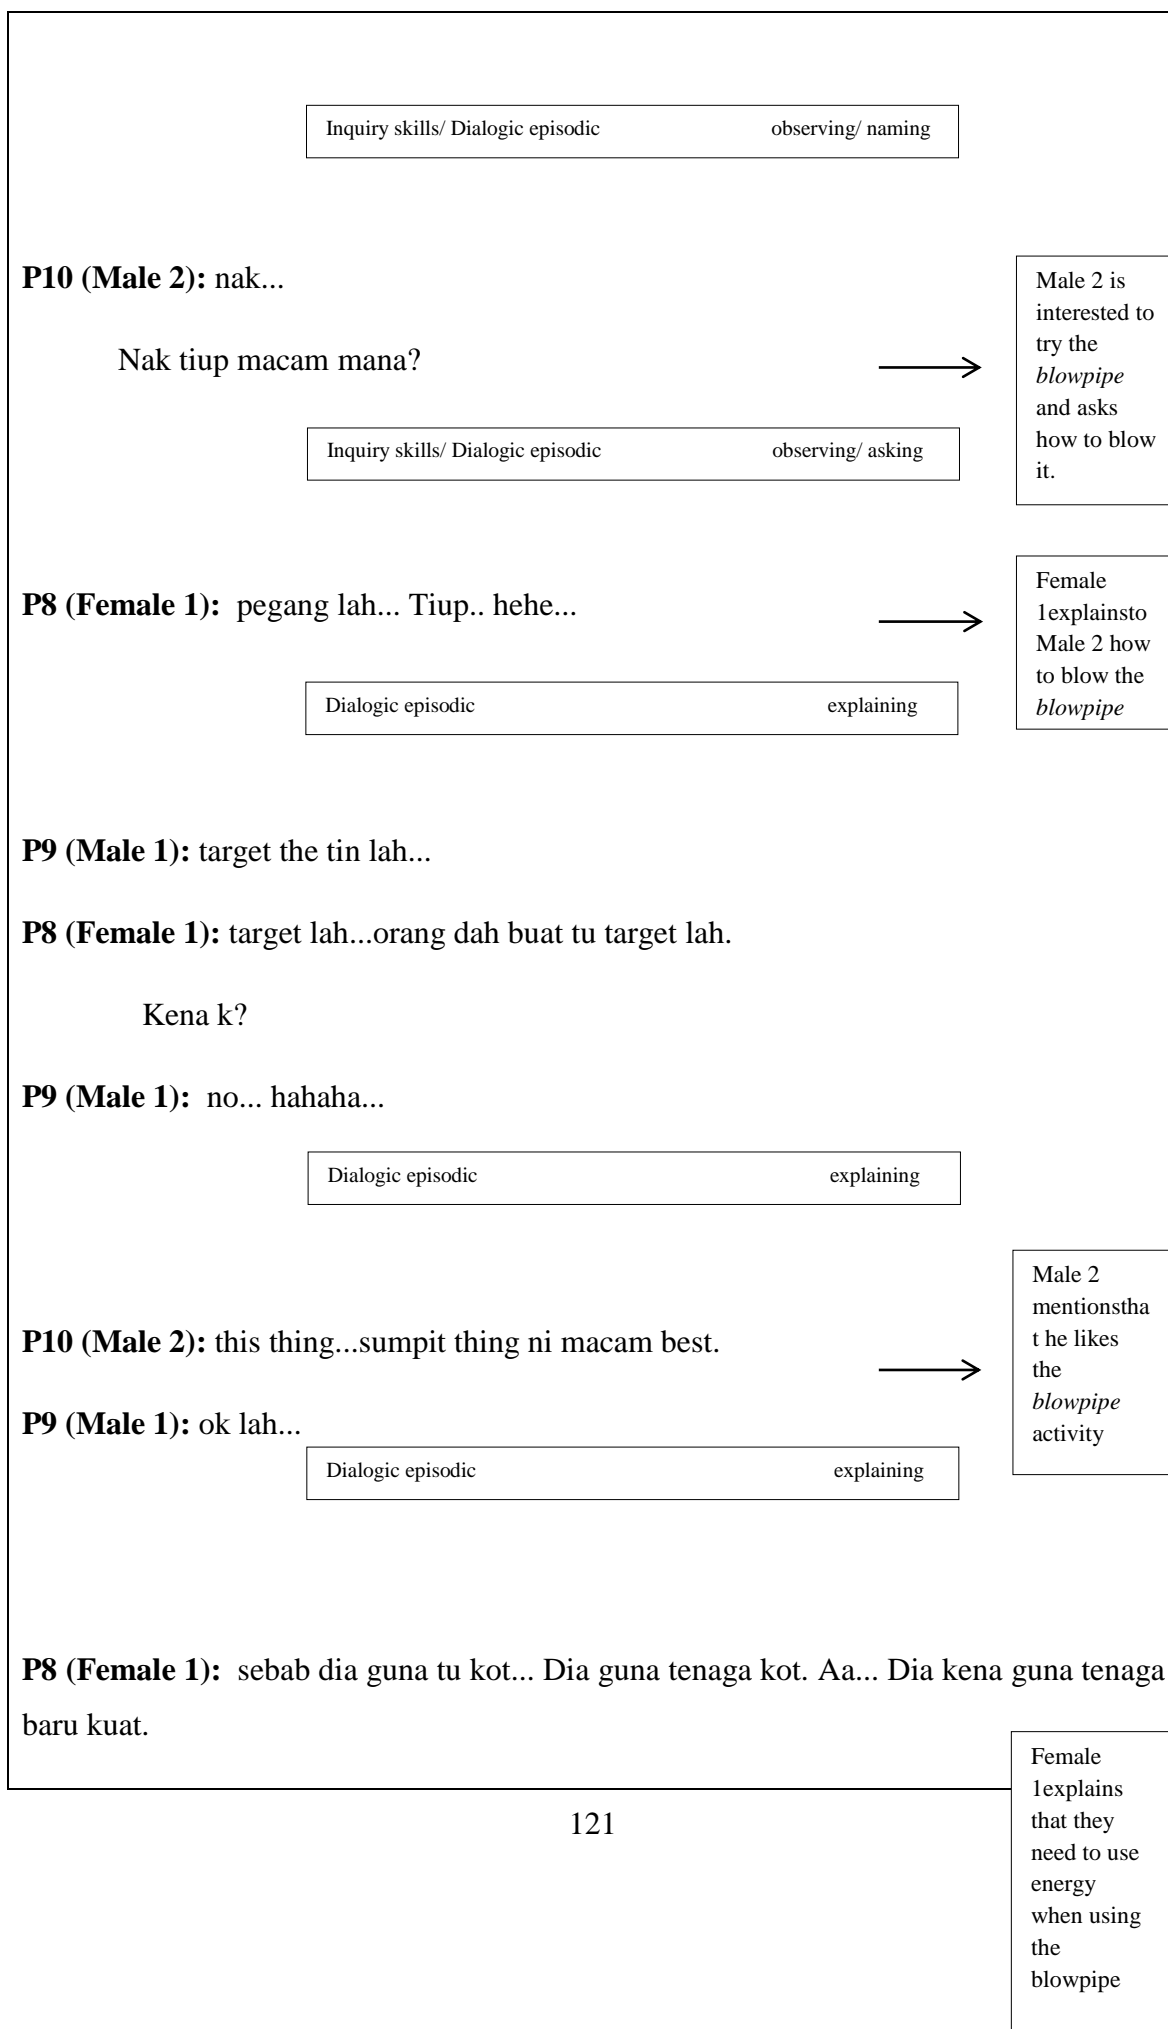 Inquiry skills/ Dialogic episodic observing/ naming
P10 (Male 2): nak...
Nak tiup macam mana?
Male 2 is
interested to
try the
blowpipe
and asks
how to blow
it.
Inquiry skills/ Dialogic episodic observing/ asking
P8 (Female 1): pegang lah... Tiup.. hehe...
Female
1explainsto
Male 2 how
to blow the
blowpipe
Dialogic episodic explaining
P9 (Male 1): target the tin lah...
P8 (Female 1): target lah...orang dah buat tu target lah.
Kena k?
P9 (Male 1): no... hahaha...
Dialogic episodic explaining
P10 (Male 2): this thing...sumpit thing ni macam best.
Male 2
mentionstha
t he likes
the
blowpipe
activity
P9 (Male 1): ok lah...
Dialogic episodic explaining
P8 (Female 1): sebab dia guna tu kot... Dia guna tenaga kot. Aa... Dia kena guna tenaga
baru kuat.
Female
1explains
that they
need to use
energy
when using
the
blowpipe
121